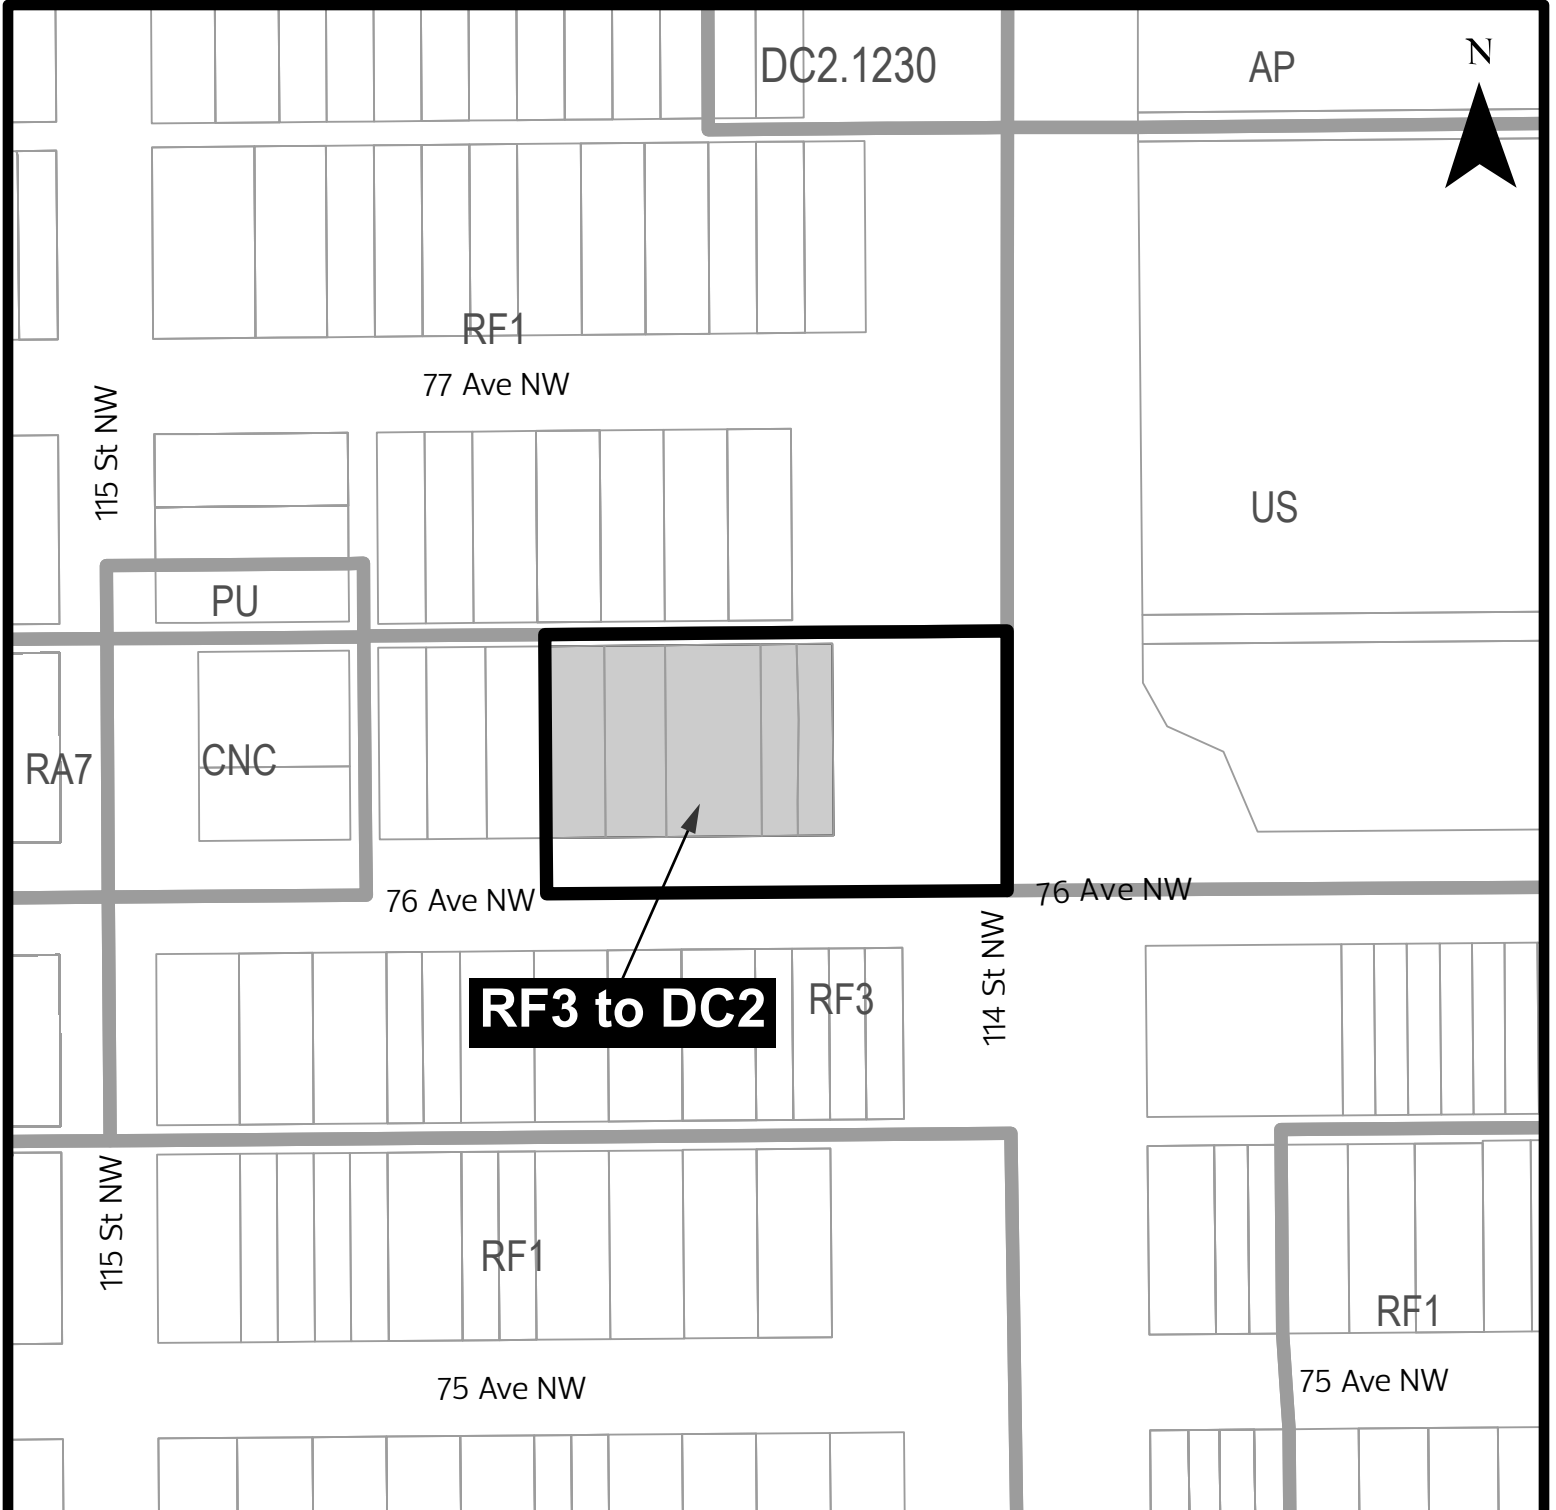 DC2.1230
AP
N
RF1
77 Ave NW
115 St NW
US
PU
RA7
CNC
76 Ave NW
76 Ave NW
114 St NW
RF3 to DC2
RF3
115 St NW
RF1
RF1
75 Ave NW
75 Ave NW